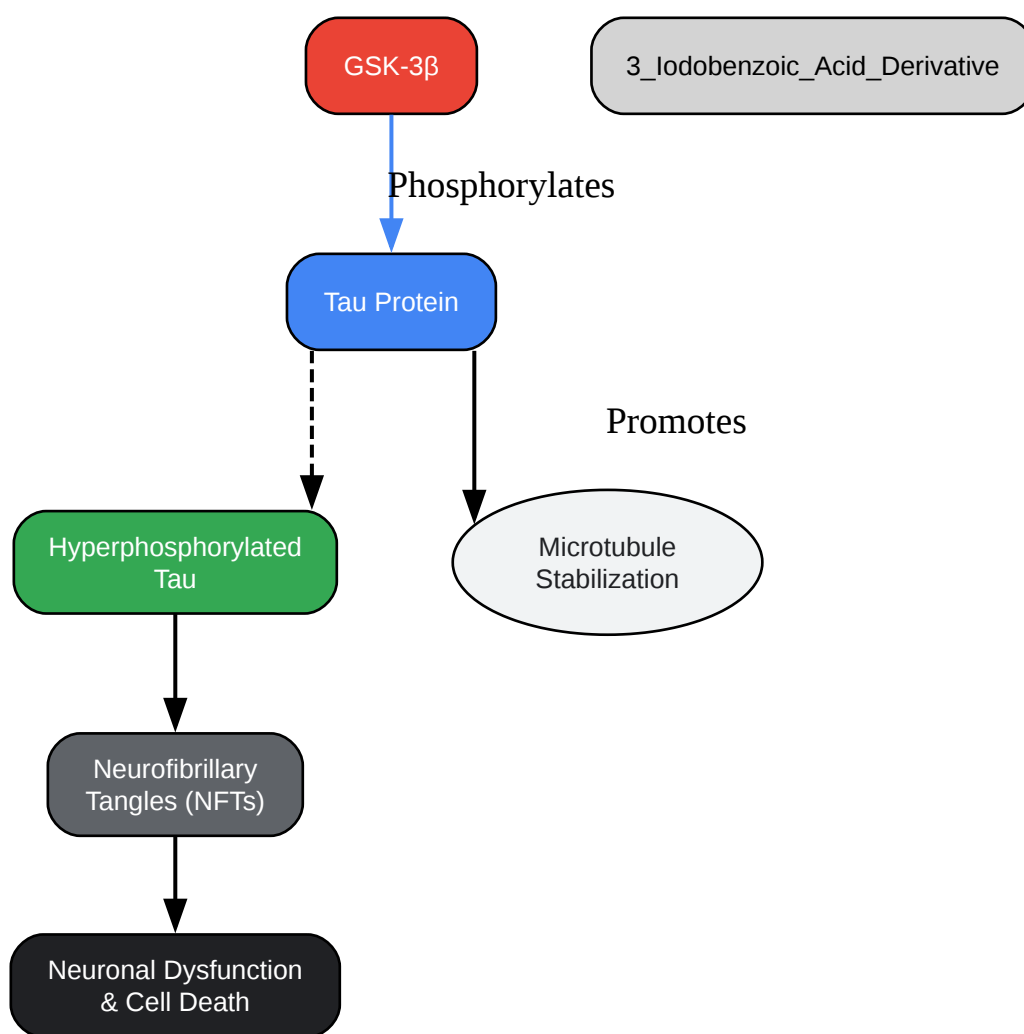 GSK-3β
3_Iodobenzoic_Acid_Derivative
Phosphorylates
Tau Protein
Promotes
Hyperphosphorylated
Tau
Microtubule
Stabilization
Neurofibrillary
Tangles (NFTs)
Neuronal Dysfunction
& Cell Death